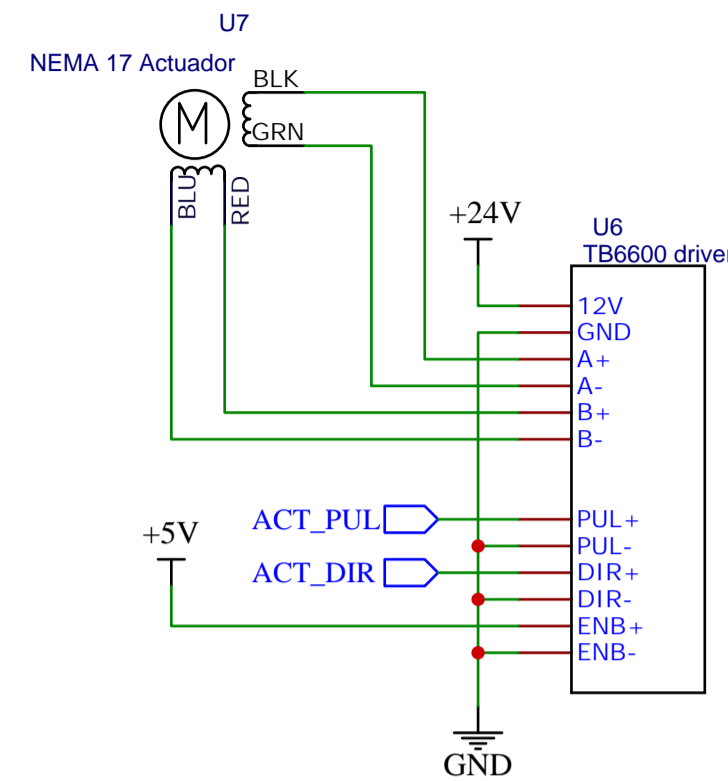 U7
NEMA 17 Actuador
BLK
GRN
BLU
RED
+24V
U6
TB6600 driver
12V
GND
A+
A-
B+
B-
ACT_PUL
PUL+
PUL-
+5V
ACT_DIR
DIR+
DIR-
ENB+
ENB-
GND
M